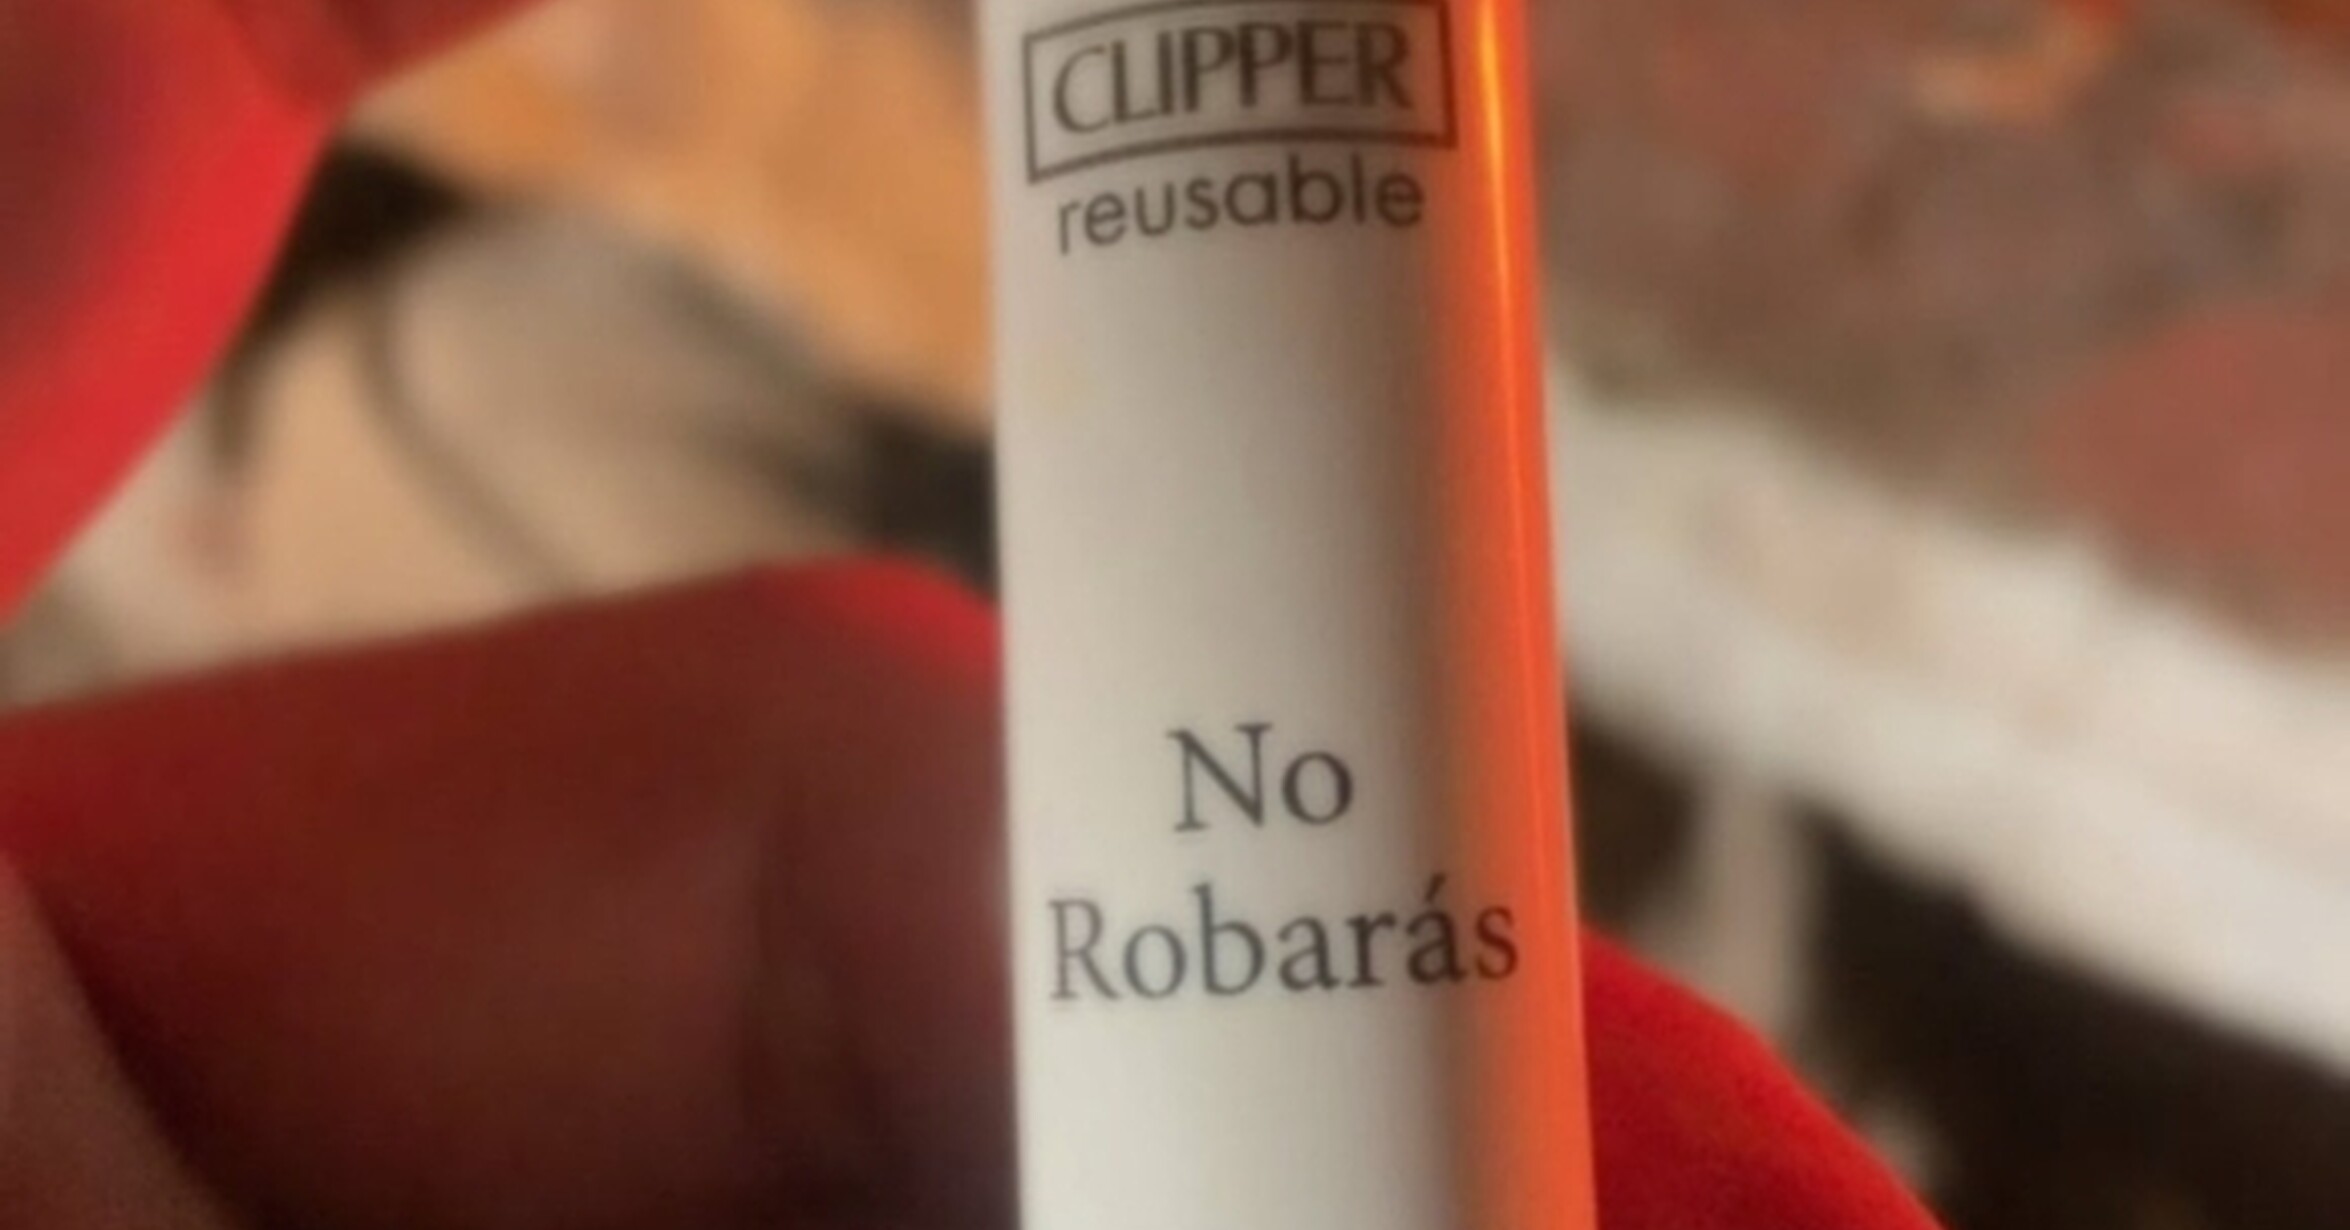 CLIPPER
reusable
No
Robarás